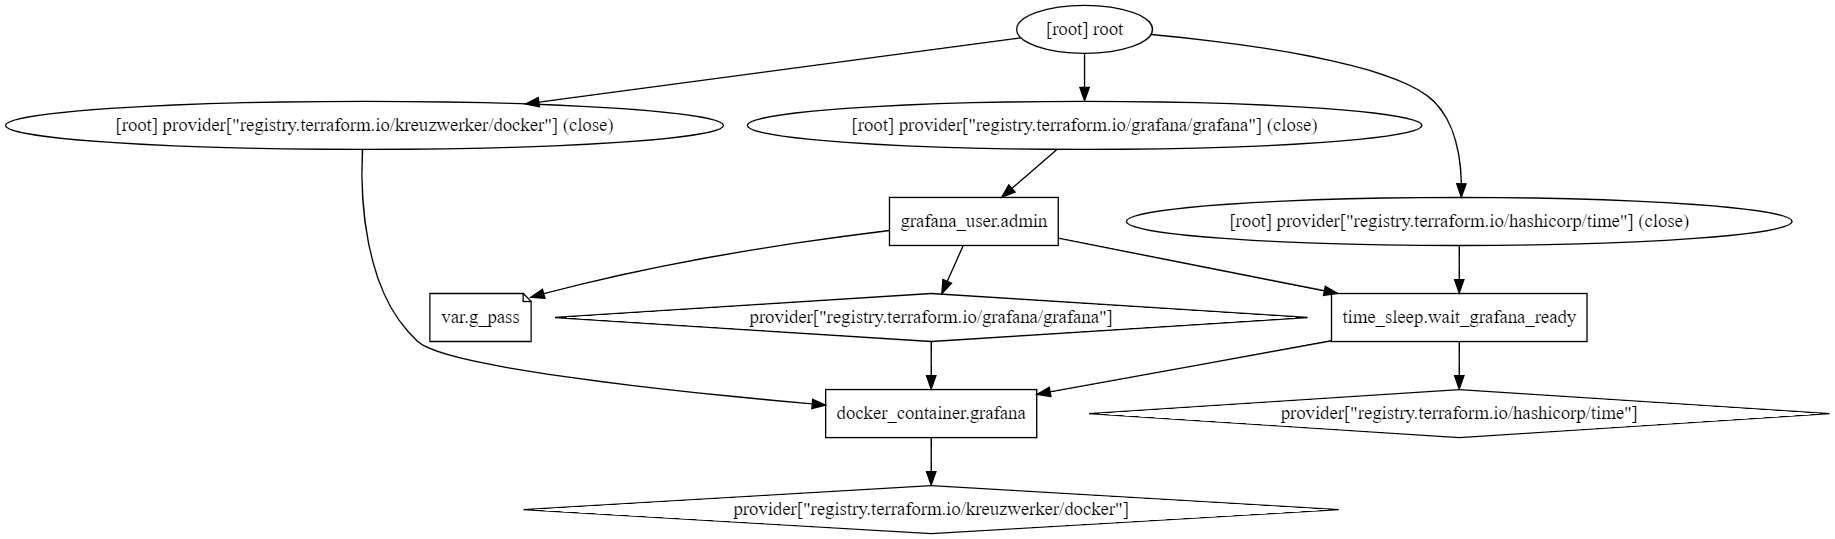 [root] root
[root] provider["registry.terraform.io/kreuzwerker/docker"] (close)
[root] provider["registry.terraform.io/grafana/grafana"] (close)
grafana_user.admin
[root] provider["registry.terraform.io/hashicorp/time"] (close)
var.g_pass
provider["registry.terraform.io/grafana/grafana"]
time_sleep.wait_grafana_ready
docker_container.grafana
provider["registry.terraform.io/hashicorp/time"]
provider["registry.terraform.io/kreuzwerker/docker"]